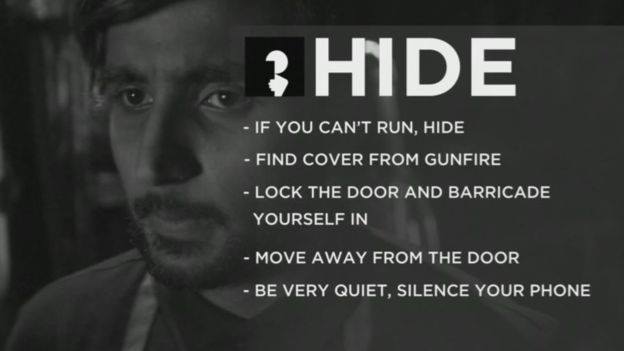 HIDE
- IF YOU CAN'T RUN, HIDE
- FIND COVER FROM GUNFIRE
- LOCK THE DOOR AND BARRICADE
YOURSELF IN
- MOVE AWAY FROM THE DOOR
- BE VERY QUIET, SILENCE YOUR PHONE